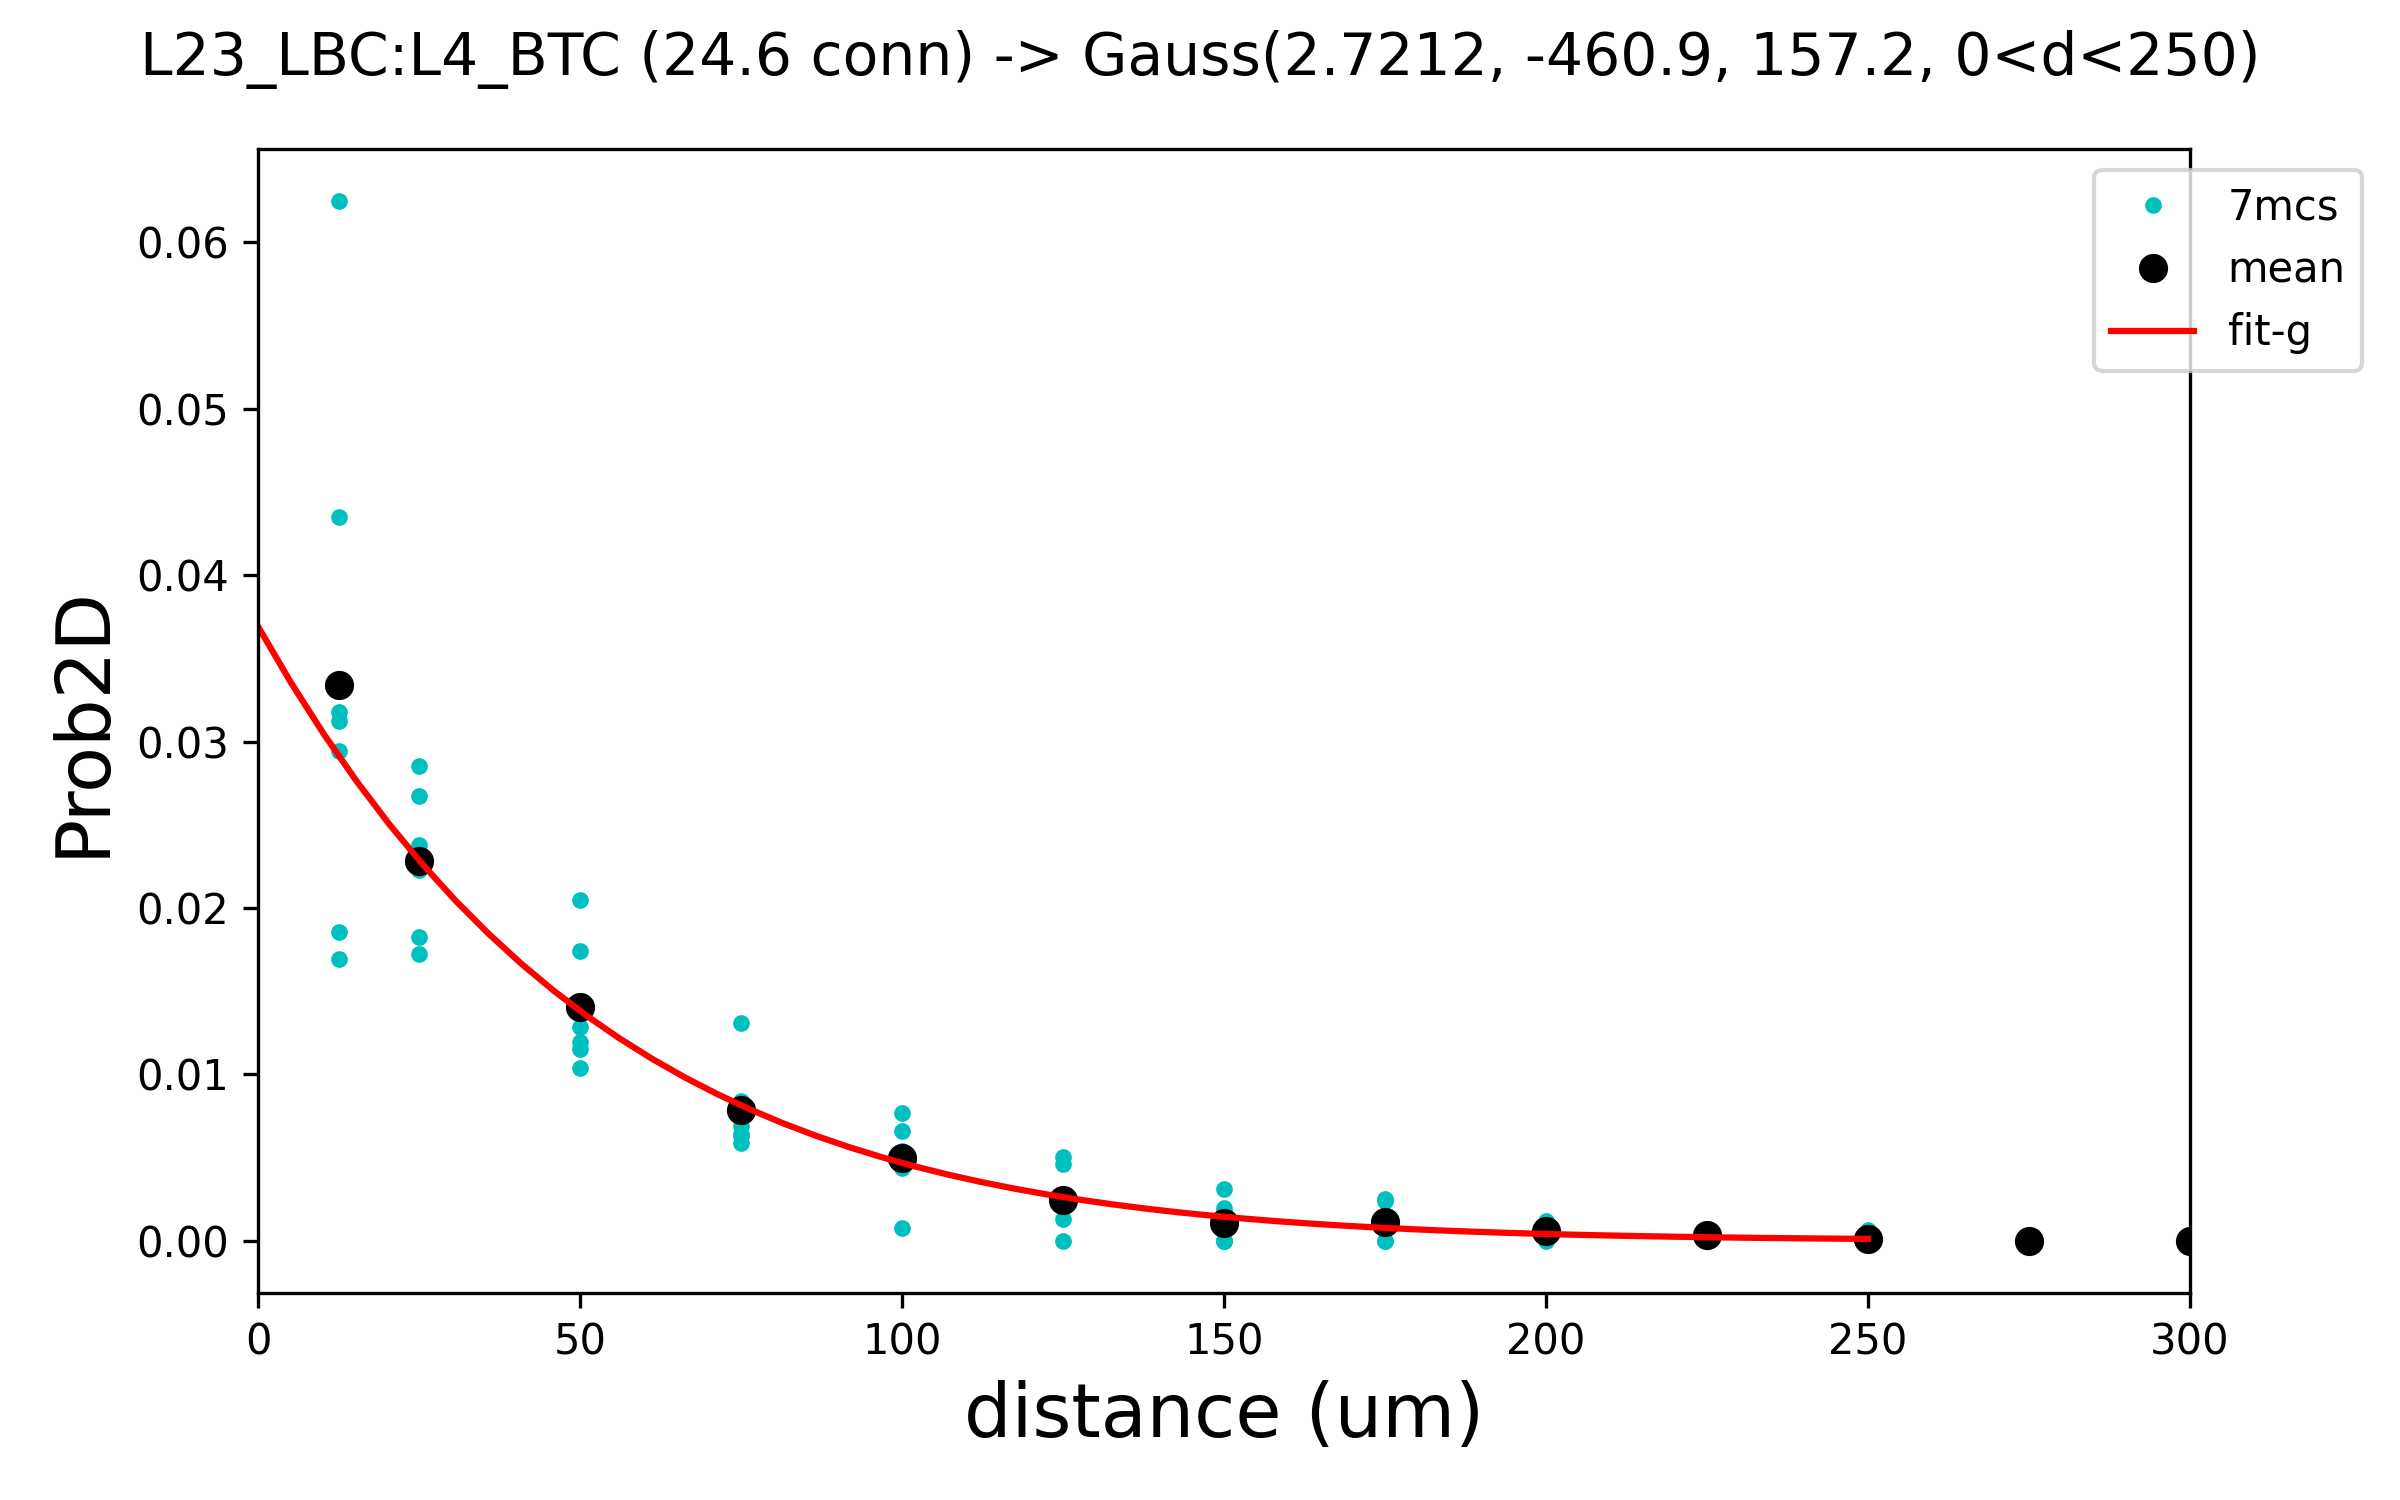 L23_LBC:L4_BTC (24.6 conn) -> Gauss(2.7212, -460.9, 157.2, 0<d<250)
7mcs
mean
fit-g
0.06
0.05
0.04
0.03
0.02
0.01
0.00
Prob2D
0 50 100 150 200 250 300
distance (um)